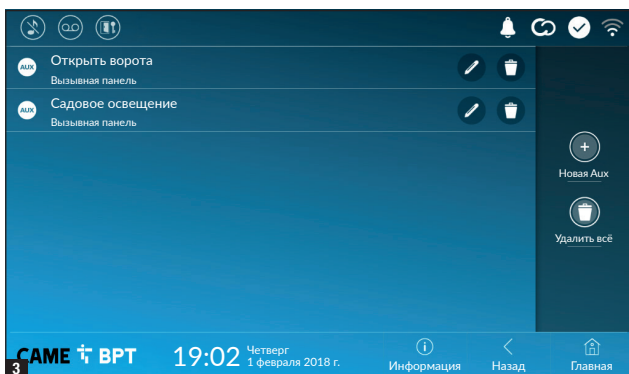 AUX
Открыть ворота
Вызывная панель
AUX
Садовое освещение
Вызывная панель
Новая Aux
Удалить всё
CAME BPT
19:02
Четверг
1 февраля 2018 г.
Информация
Назад
Главная
3